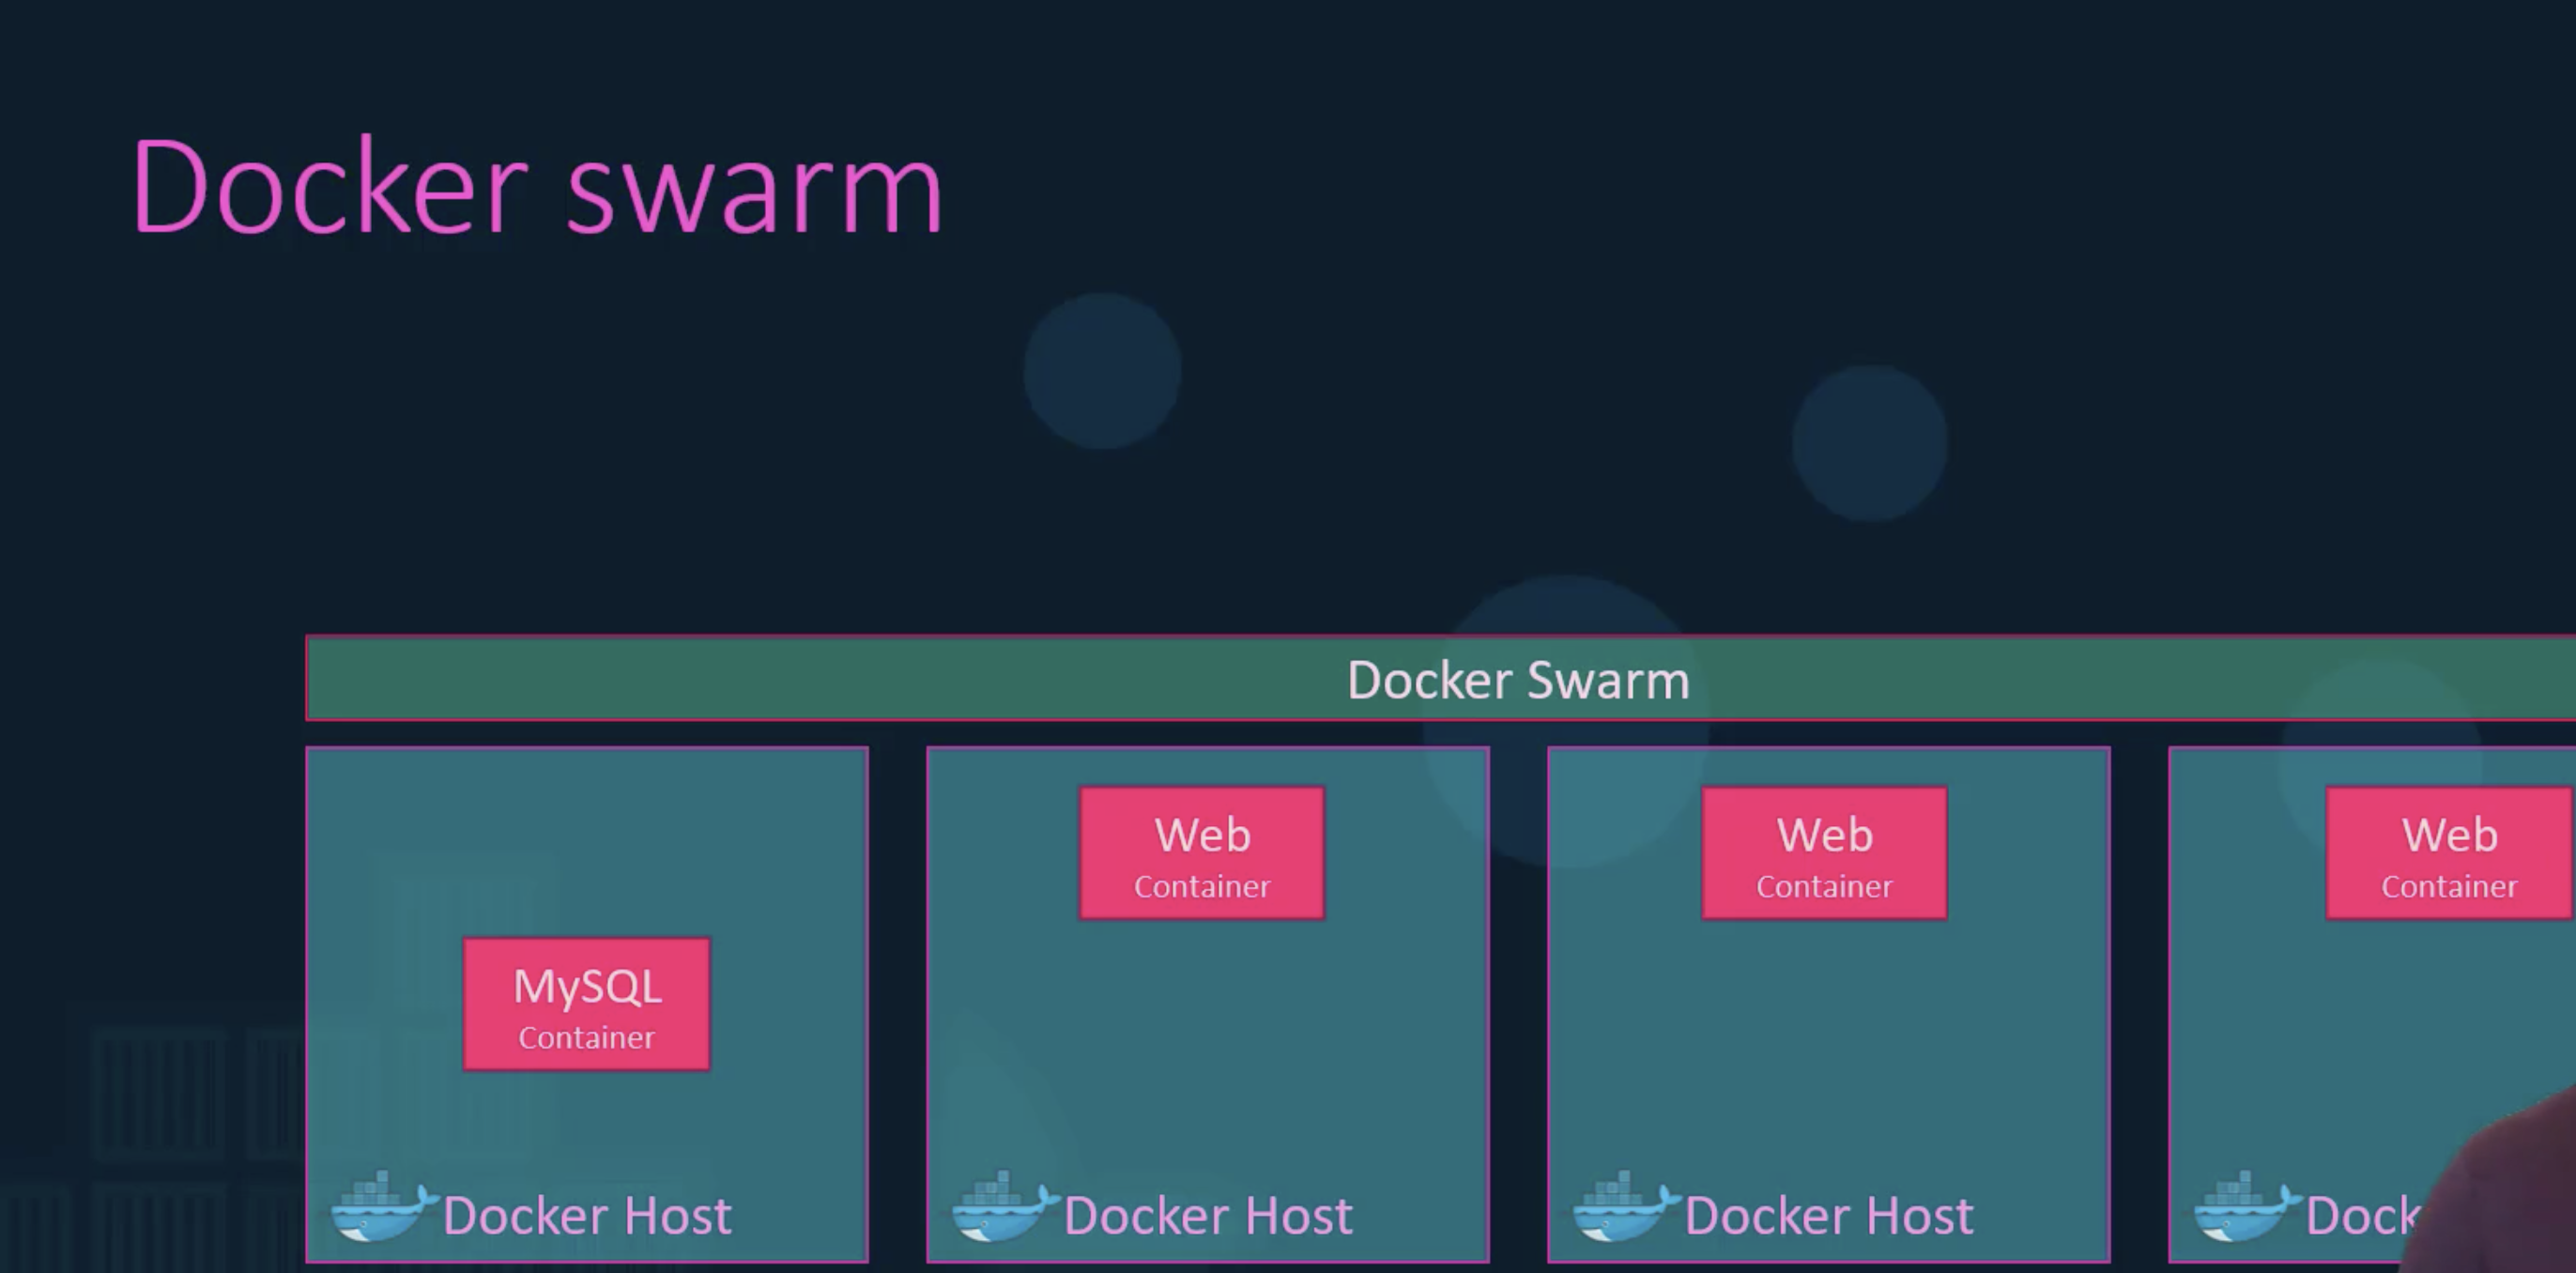 Docker swarm
Docker Swarm
Web
Container
Web
Container
Web
Container
MySQL
Container
Docker Host
Docker Host
Docker Host
Dock